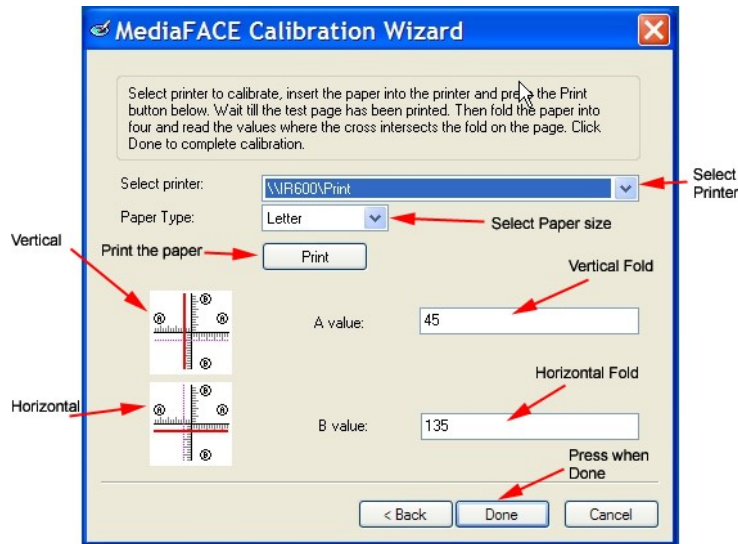 MediaFACE Calibration Wizard
Select printer to calibrate, insert the paper into the printer and press the Print
button below. Wait till the test page has been printed. Then fold the paper into
four and read the values where the cross intersects the fold on the page. Click
Done to complete calibration.
Select printer:
\\IR600\Print
Select
Printer
Paper Type:
Letter
Select Paper size
Vertical
Print the paper
Print
Vertical Fold
B
A
A
B
A value:
45
Horizontal Fold
Horizontal
B
A
A
B
B value:
135
Press when
Done
< Back
Done
Cancel